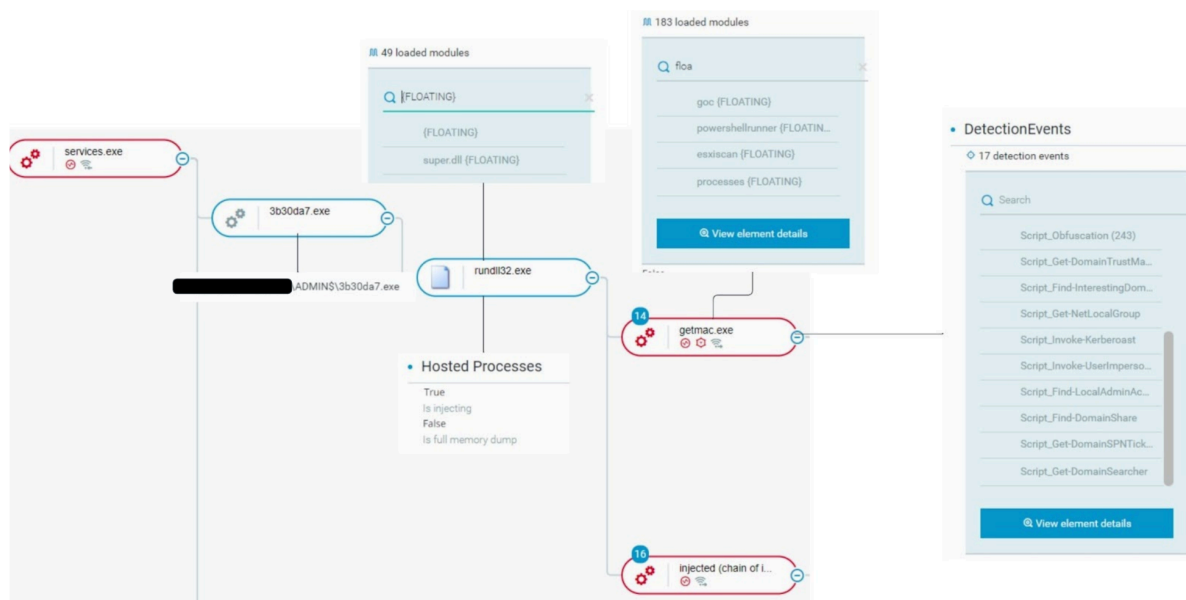 183 loaded modules
floa
goc {FLOATING}
powershellrunner {FLOATIN...
esxiscan {FLOATING}
processes {FLOATING}
View element details
49 loaded modules
{FLOATING}
{FLOATING}
super.dll {FLOATING}
services.exe
3b30da7.exe
\ADMIN$\3b30da7.exe
rundll32.exe
Hosted Processes
True
Is injecting
False
Is full memory dump
14
getmac.exe
16
injected (chain of i...
DetectionEvents
17 detection events
Search
Script_Obfuscation (243)
Script_Get-DomainTrustMa...
Script_Find-InterestingDom...
Script_Get-NetLocalGroup
Script_Invoke-Kerberoast
Script_Invoke-UserImperso...
Script_Find-LocalAdminAc...
Script_Find-DomainShare
Script_Get-DomainSPNTick...
Script_Get-DomainSearcher
View element details